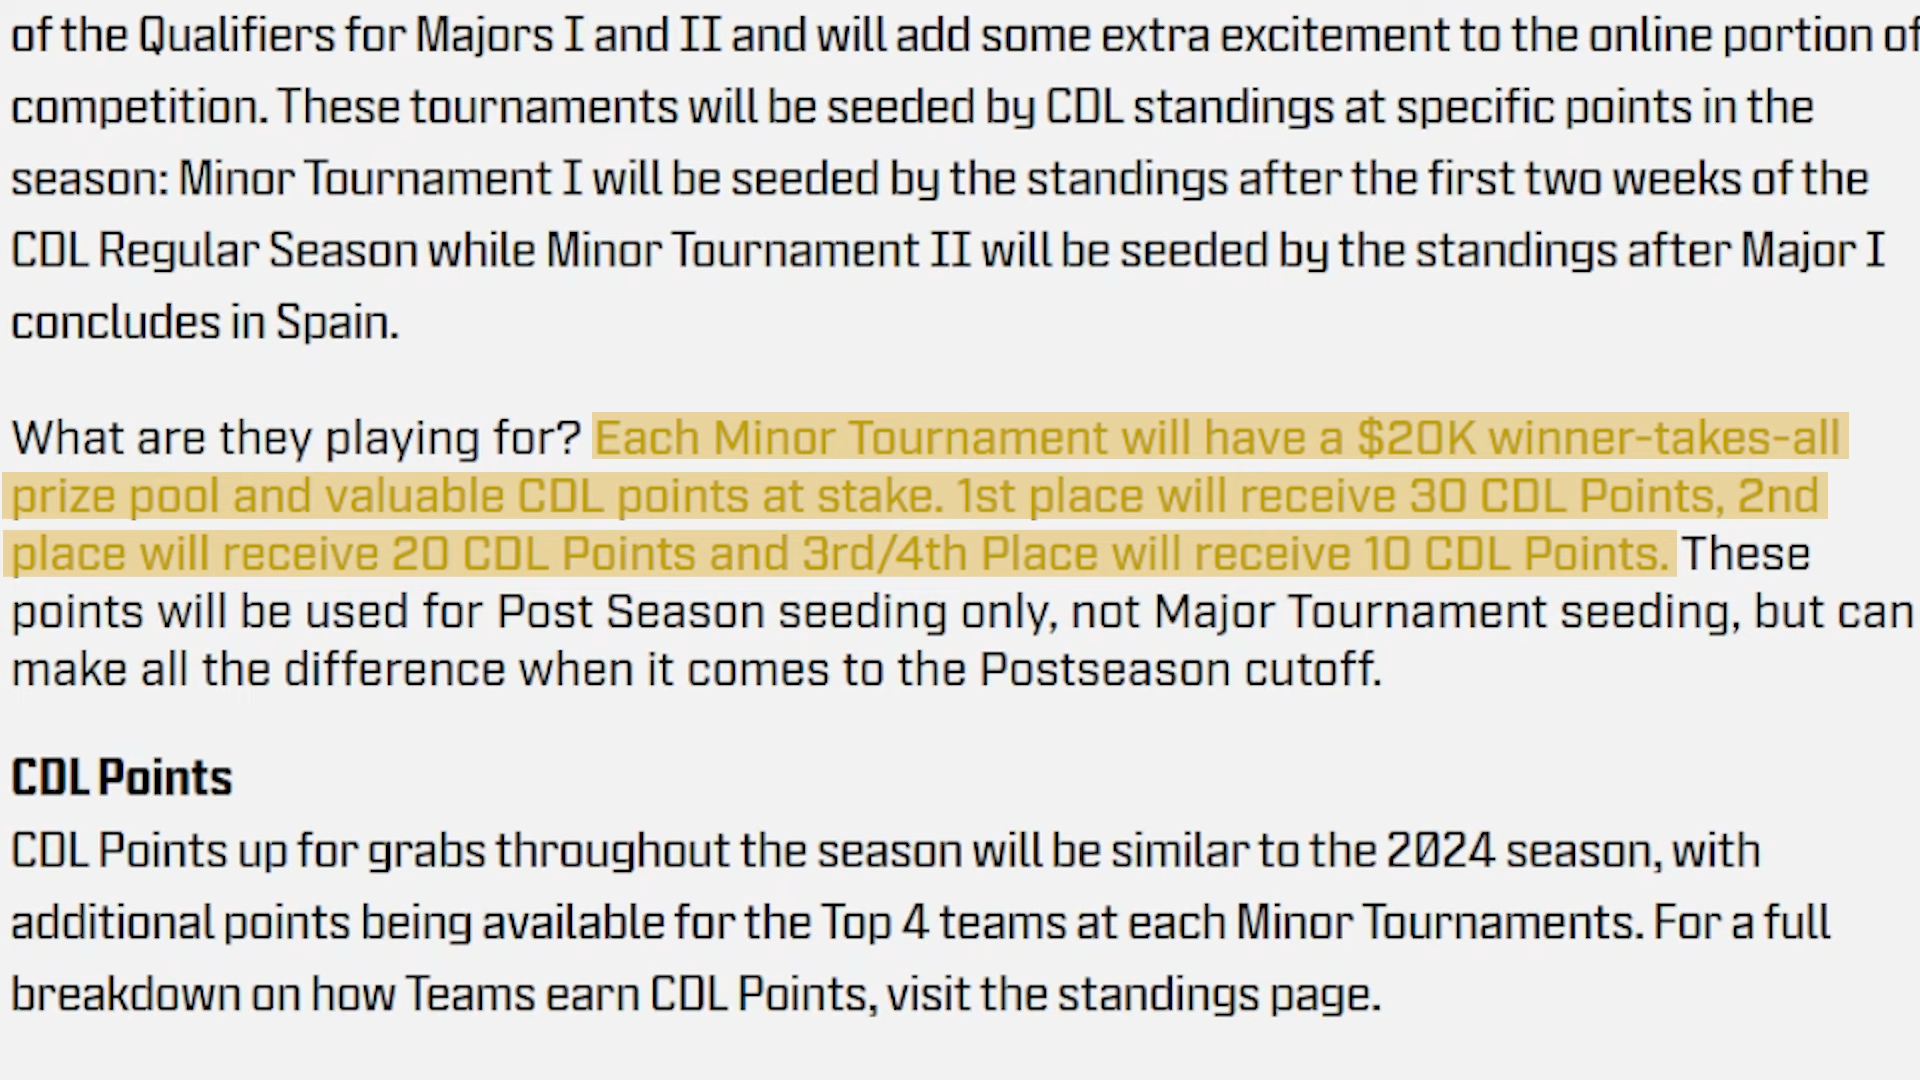 of the Qualifiers for Majors I and II and will add some extra excitement to the online portion of
competition. These tournaments will be seeded by CDL standings at specific points in the
season: Minor Tournament I will be seeded by the standings after the first two weeks of the
CDL Regular Season while Minor Tournament II will be seeded by the standings after Major I
concludes in Spain.
What are they playing for? Each Minor Tournament will have a $20K winner-takes-all
prize pool and valuable CDL points at stake. 1st place will receive 30 CDL Points, 2nd
place will receive 20 CDL Points and 3rd/4th Place will receive 10 CDL Points. These
points will be used for Post Season seeding only, not Major Tournament seeding, but can
make all the difference when it comes to the Postseason cutoff.
CDL Points
CDL Points up for grabs throughout the season will be similar to the 2024 season, with
additional points being available for the Top 4 teams at each Minor Tournaments. For a full
breakdown on how Teams earn CDL Points, visit the standings page.